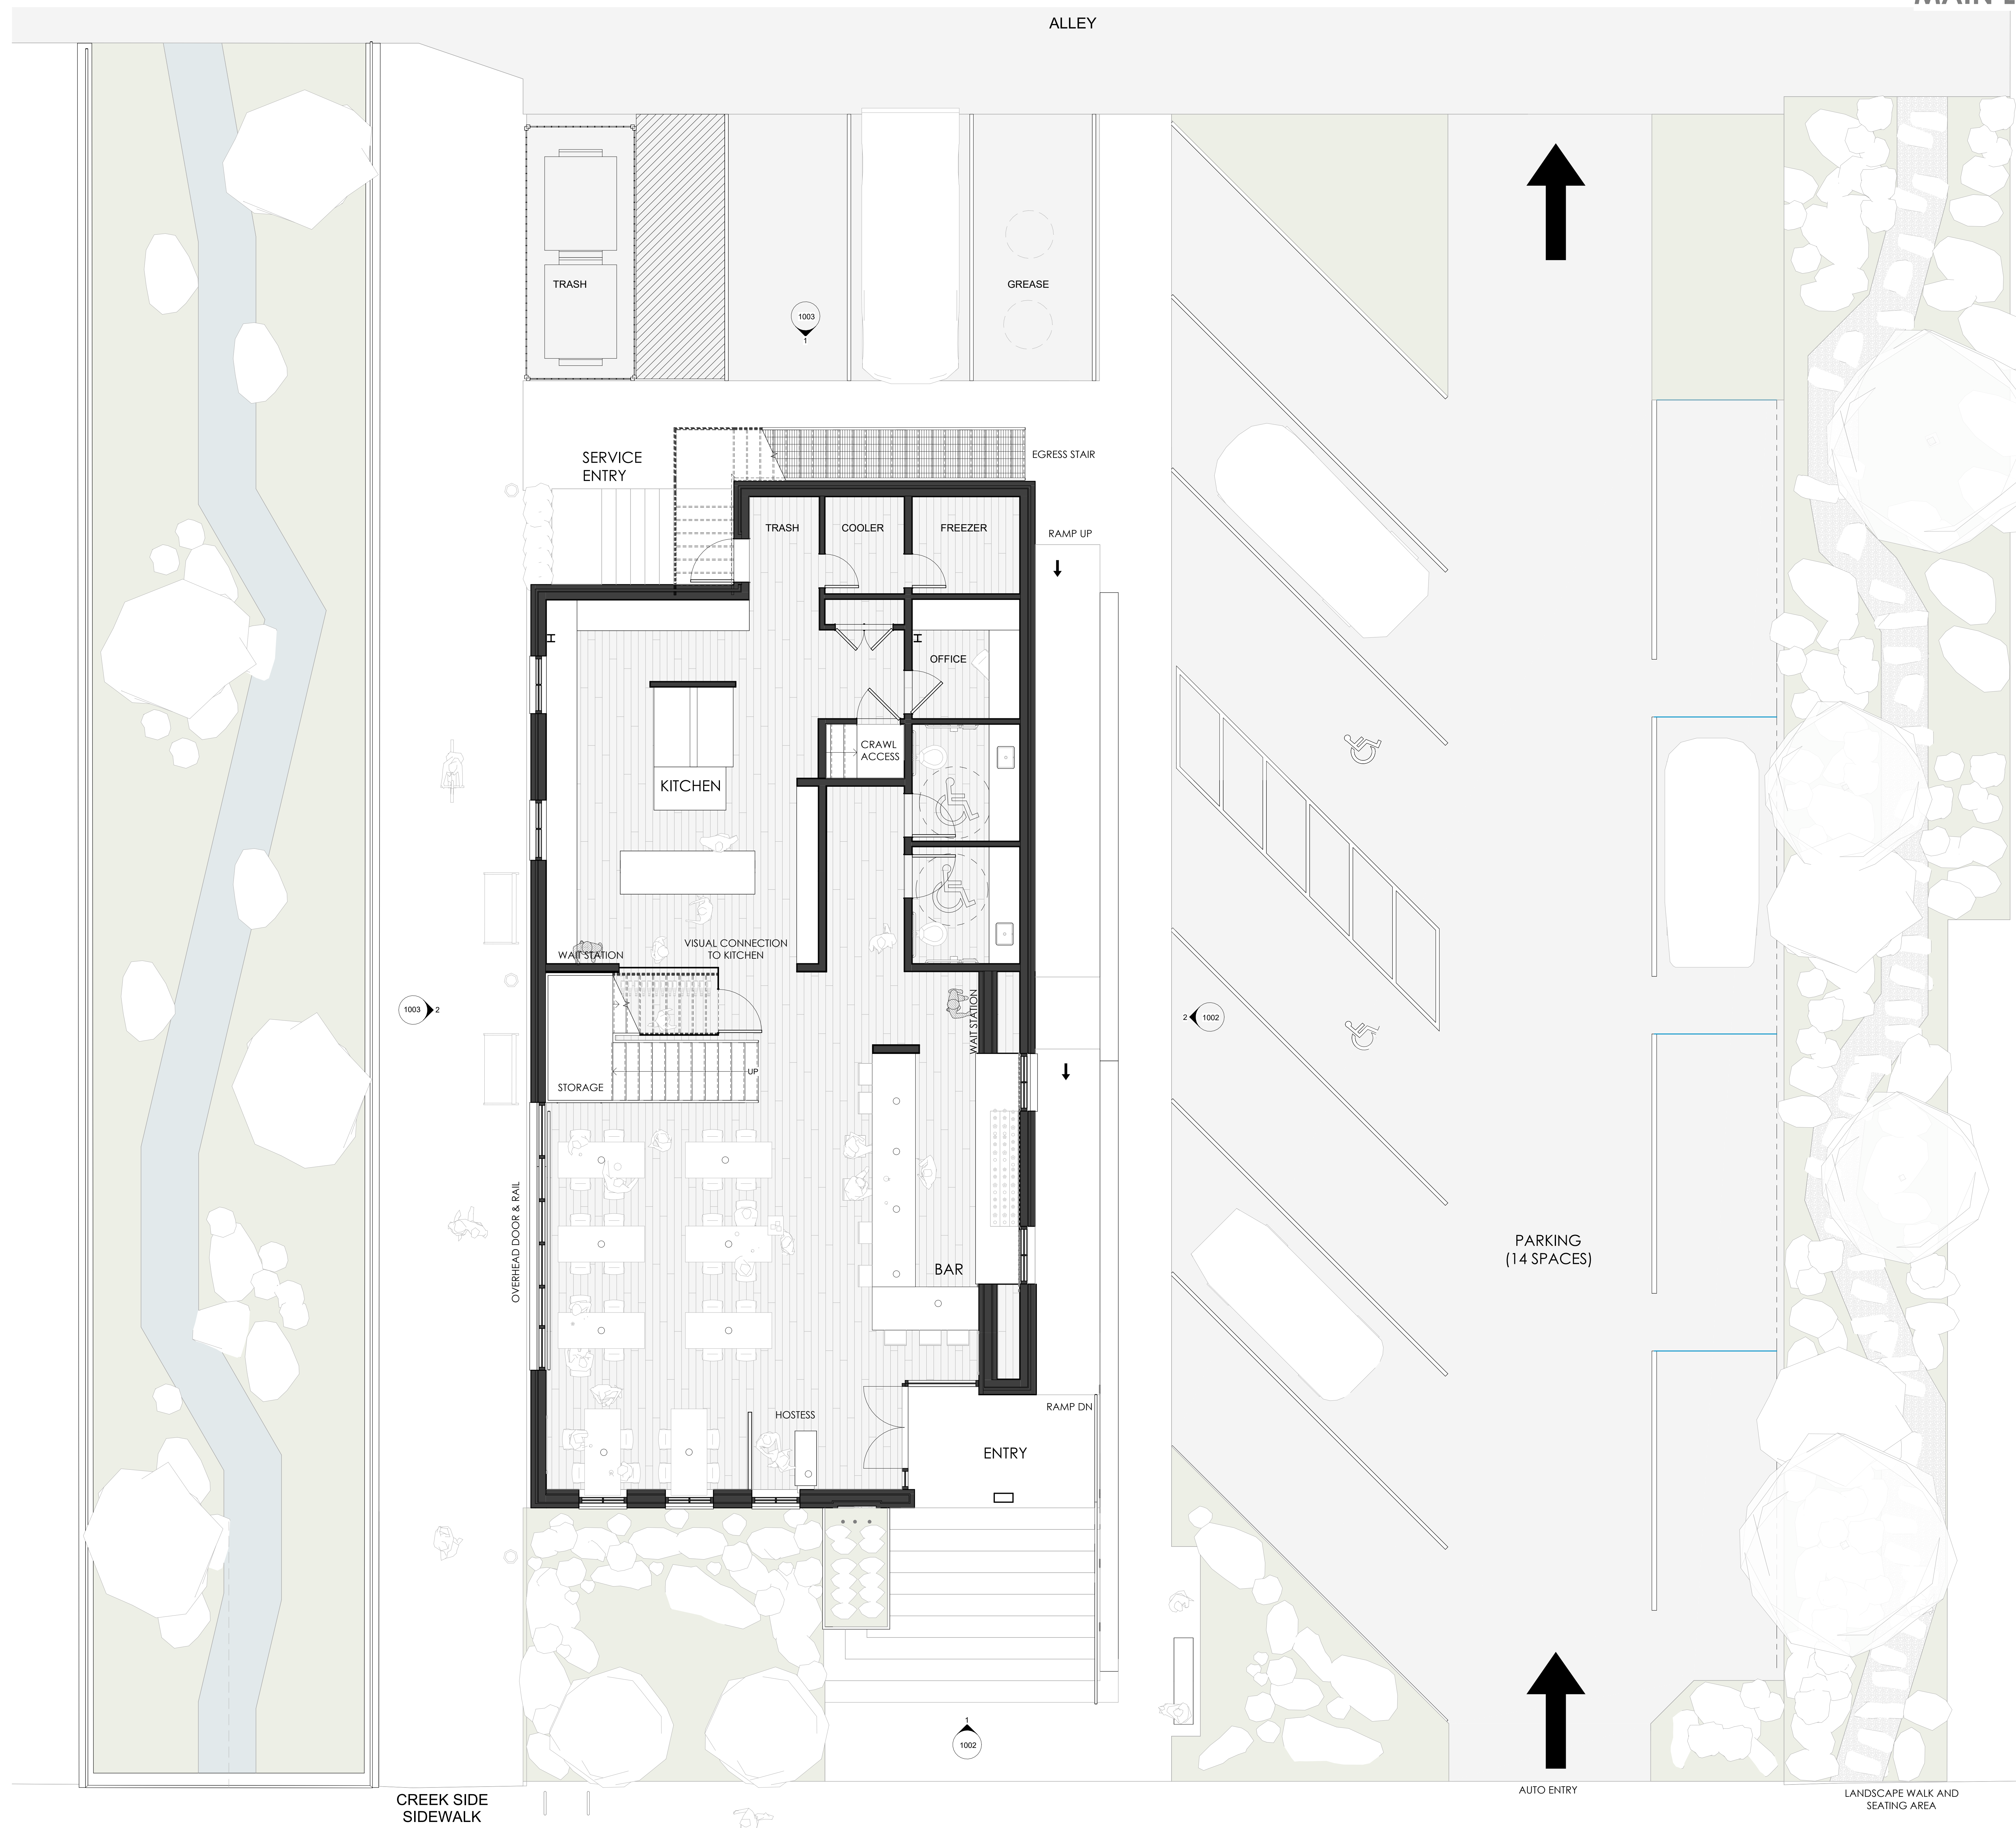 ALLEY
TRASH
1003
1
GREASE
SERVICE
ENTRY
EGRESS STAIR
TRASH
COOLER
FREEZER
RAMP UP
OFFICE
CRAWL
ACCESS
KITCHEN
WAIT STATION
VISUAL CONNECTION
TO KITCHEN
1003
2
WAIT STATION
2
1002
STORAGE
UP
OVERHEAD DOOR & RAIL
BAR
PARKING
(14 SPACES)
HOSTESS
RAMP DN
ENTRY
1
1002
CREEK SIDE
SIDEWALK
AUTO ENTRY
LANDSCAPE WALK AND
SEATING AREA